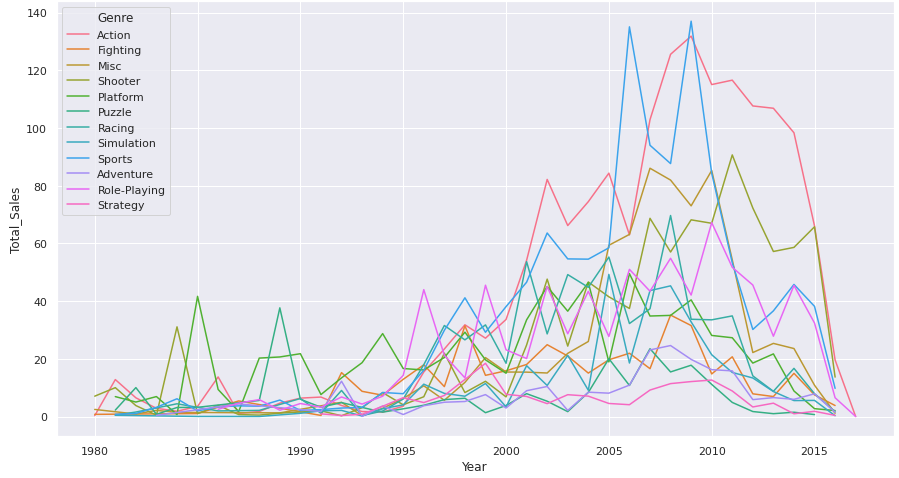 Genre
Action
Fighting
Misc
Shooter
Platform
Puzzle
Racing
Simulation
Sports
Adventure
Role-Playing
Strategy
Total_Sales
140
120
100
80
60
40
20
0
1980 1985 1990 1995 2000 2005 2010 2015
Year